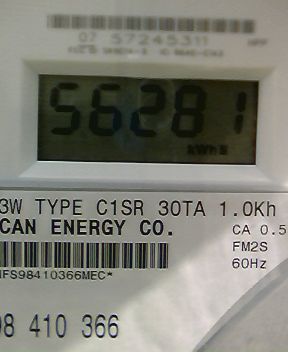 07 57245311
56281
kWh
3W TYPE C1SR 30TA 1.0Kh
CAN ENERGY CO.
CA 0.5
FM2S
60Hz
IFS98410366MEC*
98 410 366